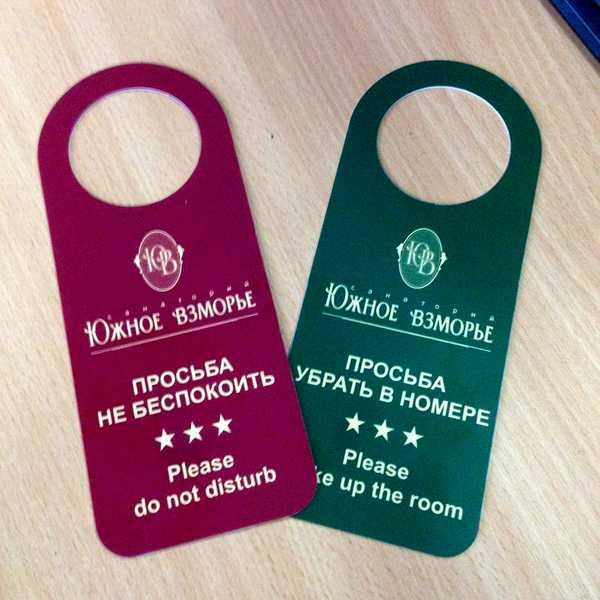 ЮВ
санаторий
ЮЖНОЕ ВЗМОРЬЕ
ПРОСЬБА
НЕ БЕСПОКОИТЬ
Please
do not disturb
ЮВ
санаторий
ЮЖНОЕ ВЗМОРЬЕ
ПРОСЬБА
УБРАТЬ В НОМЕРЕ
Please
ke up the room